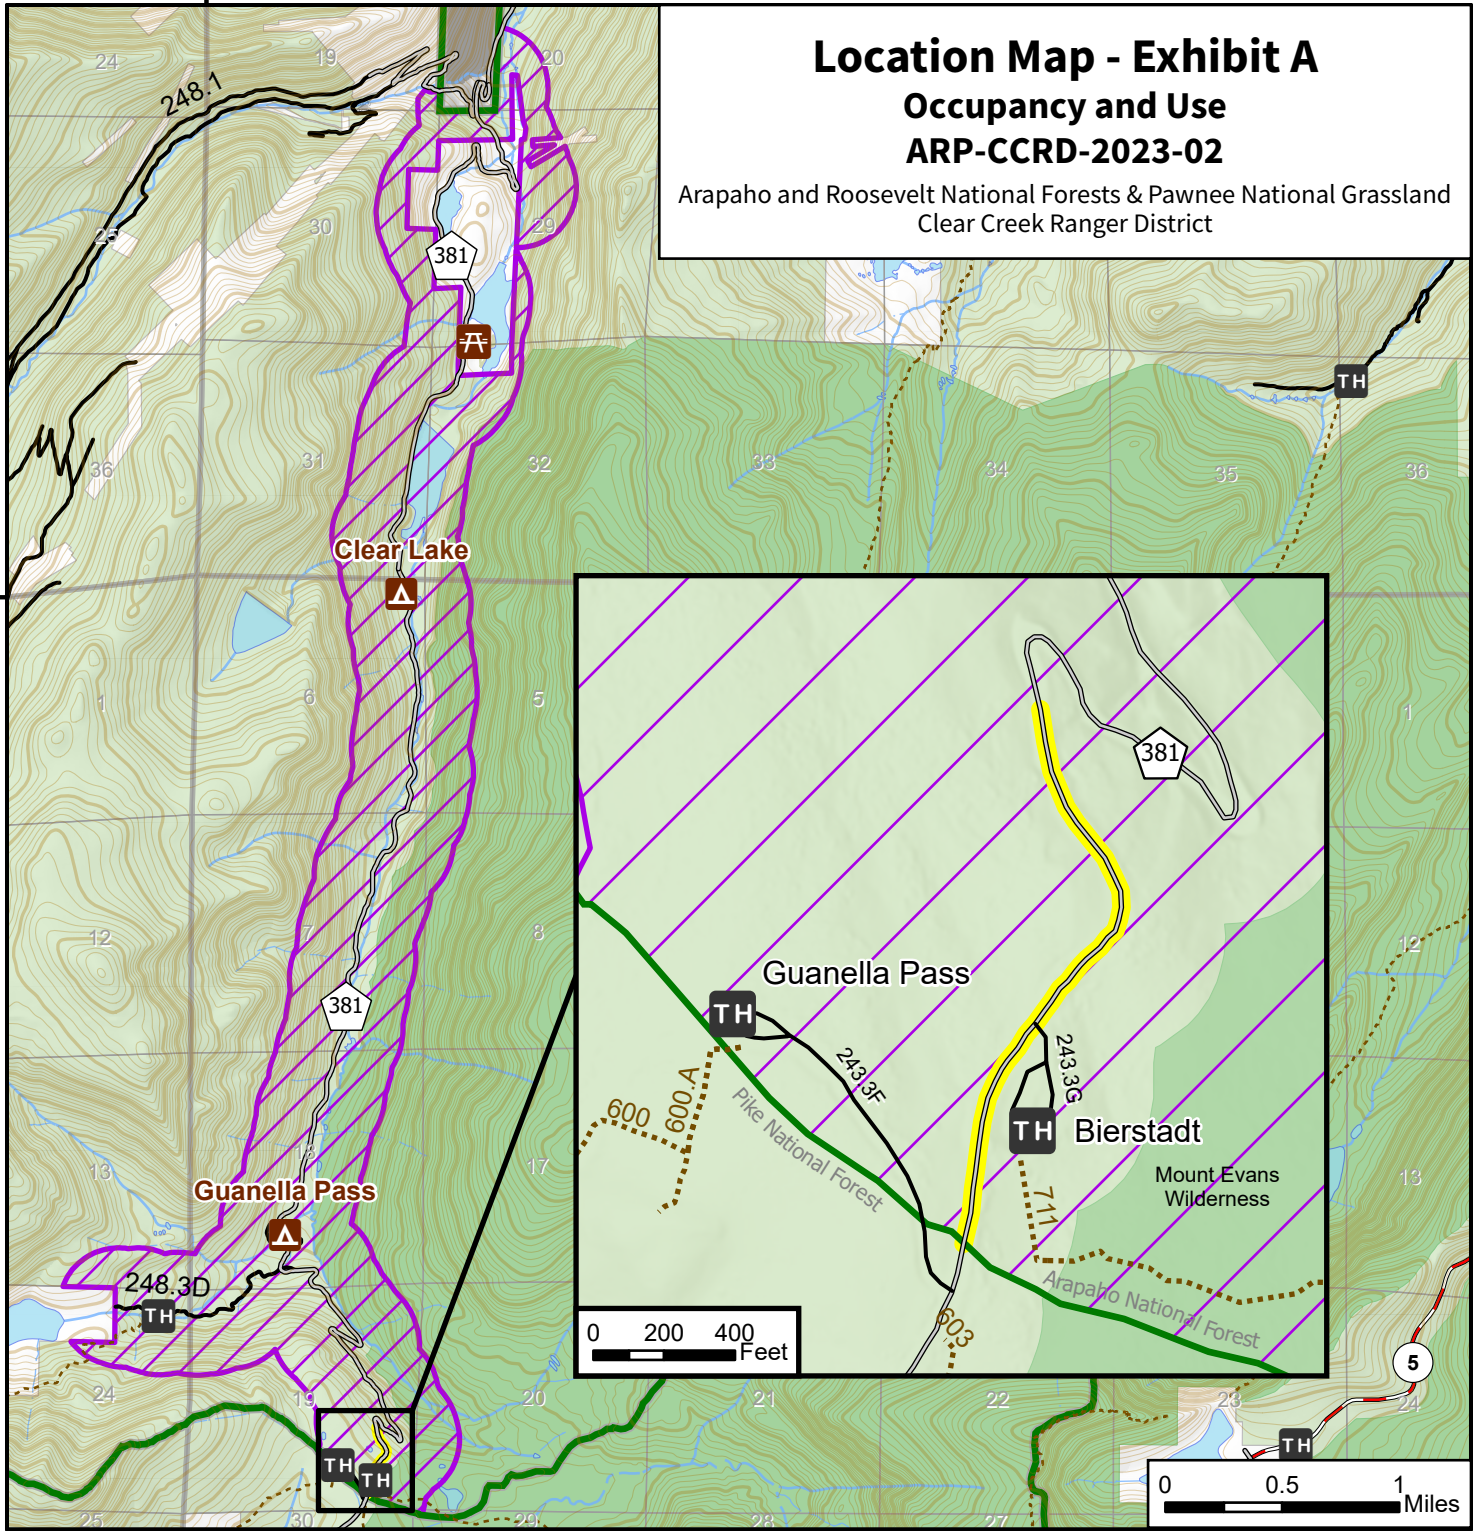 Location Map - Exhibit A
Occupancy and Use
ARP-CCRD-2023-02
Arapaho and Roosevelt National Forests & Pawnee National Grassland
Clear Creek Ranger District
24
19
20
248.1
25
30
29
381
TH
36
31
32
33
34
35
36
Clear Lake
1
6
5
1
381
12
7
8
12
Guanella Pass
TH
381
243.3F
243.3G
600
600.A
Pike National Forest
TH
Bierstadt
Mount Evans
Wilderness
711
Arapaho National Forest
603
0 200 400
Feet
13
18
17
13
Guanella Pass
248.3D
TH
24
19
20
21
22
23
24
5
TH
TH
TH
0 0.5 1
Miles
25
30
29
28
27